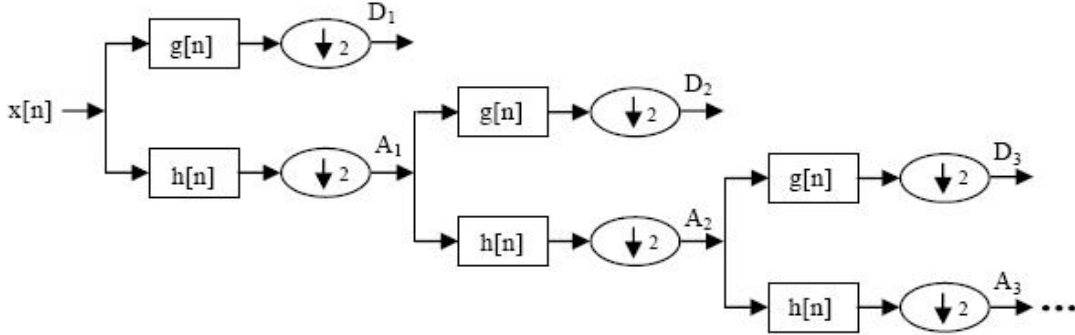 D₁
g[n]
↓ 2
x[n]
h[n]
↓ 2
A₁
D₂
g[n]
↓ 2
h[n]
↓ 2
A₂
D₃
g[n]
↓ 2
h[n]
↓ 2
A₃
•••